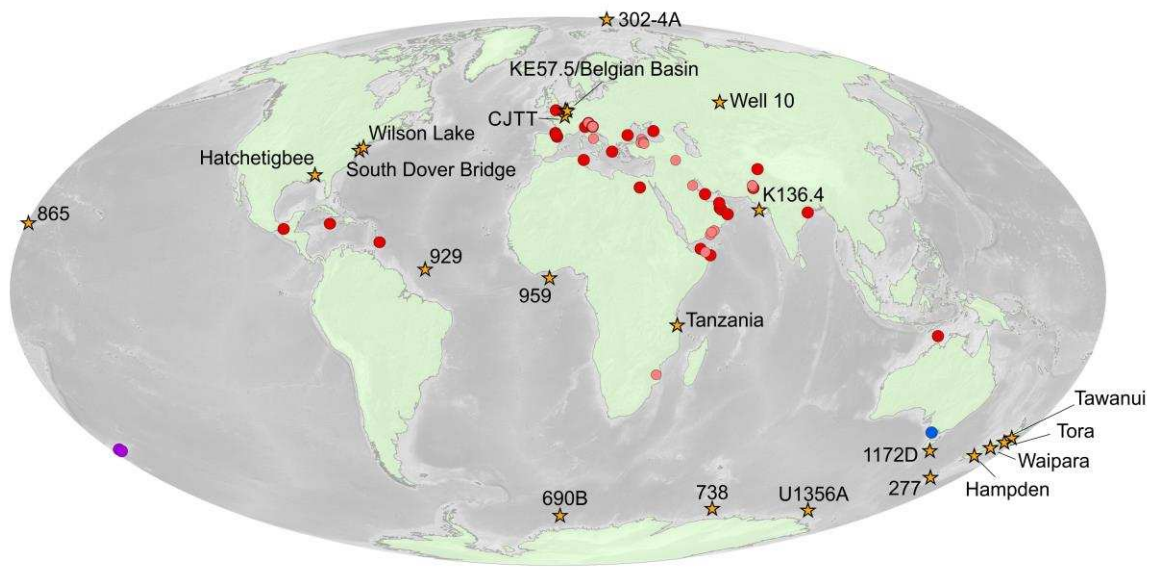 302-4A
KE57.5/Belgian Basin
Well 10
CJTT
Wilson Lake
Hatchetigbee
South Dover Bridge
K136.4
865
929
959
Tanzania
Tawanui
Tora
1172D
Waipara
277
Hampden
690B
738
U1356A